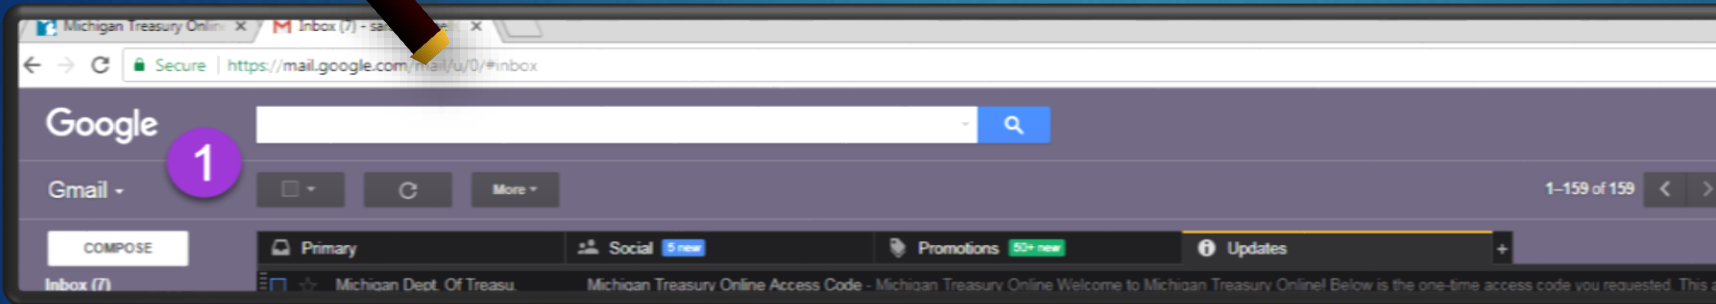 Michigan Treasury Onlin Inbox (7) -
Secure https://mail.google.com/mail/u/0/#inbox
Google
1
Gmail More 1–159 of 159
COMPOSE Primary Social 5 new Promotions 50+ new Updates +
Inbox (7) Michigan Dept. Of Treasu. Michigan Treasury Online Access Code - Michigan Treasury Online Welcome to Michigan Treasury Online! Below is the one-time access code you requested. This a